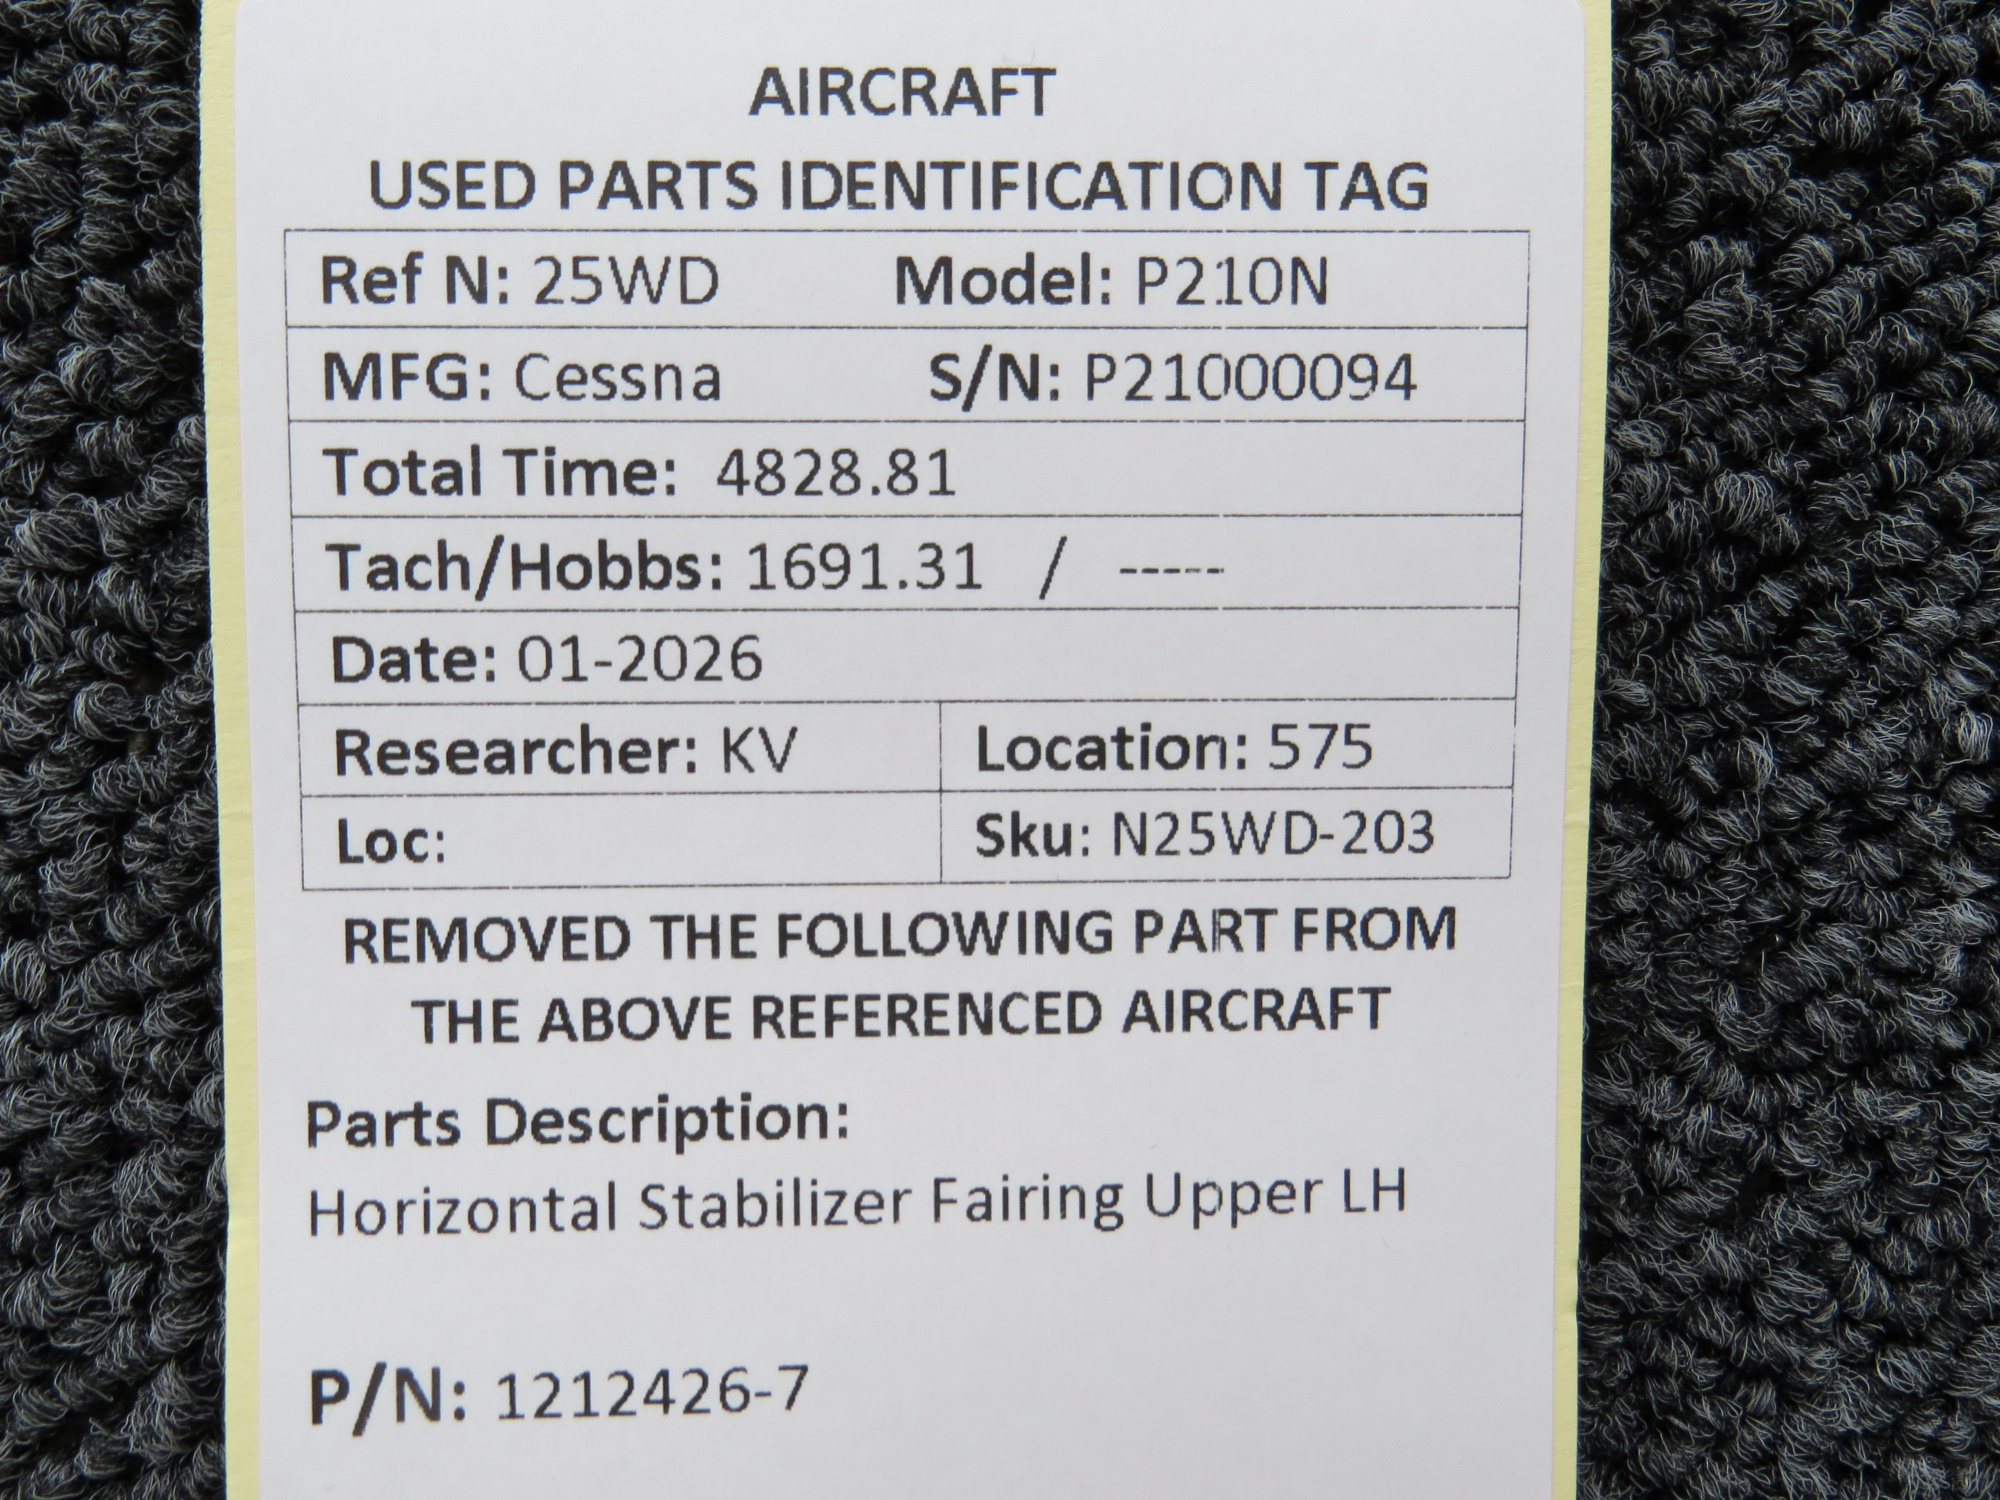 AIRCRAFT
USED PARTS IDENTIFICATION TAG
Ref N: 25WD Model: P210N
MFG: Cessna S/N: P21000094
Total Time: 4828.81
Tach/Hobbs: 1691.31 / -----
Date: 01-2026
Researcher: KV Location: 575
Loc: Sku: N25WD-203
REMOVED THE FOLLOWING PART FROM
THE ABOVE REFERENCED AIRCRAFT
Parts Description:
Horizontal Stabilizer Fairing Upper LH
P/N: 1212426-7